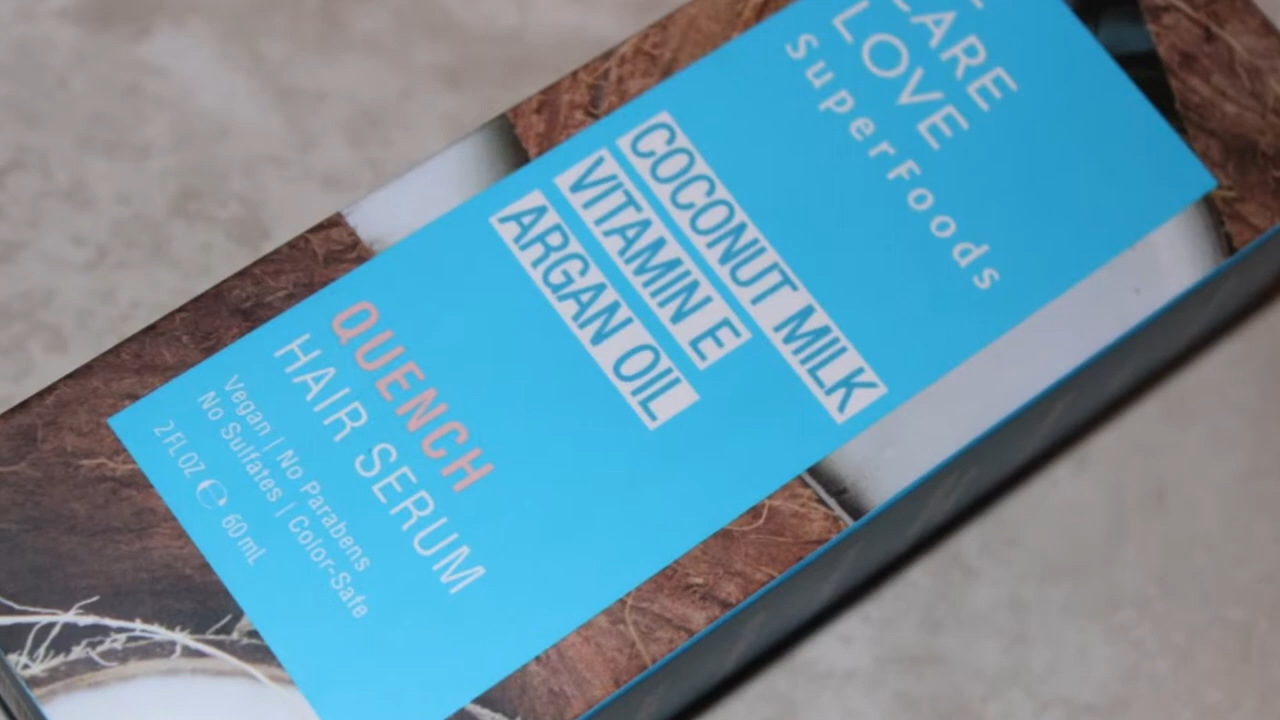 CARE
LOVE
SuperFoods
COCONUT MILK
VITAMIN E
ARGAN OIL
QUENCH
HAIR SERUM
Vegan | No Parabens
No Sulfates | Color-Safe
2 FL OZ ℮ 60 mL